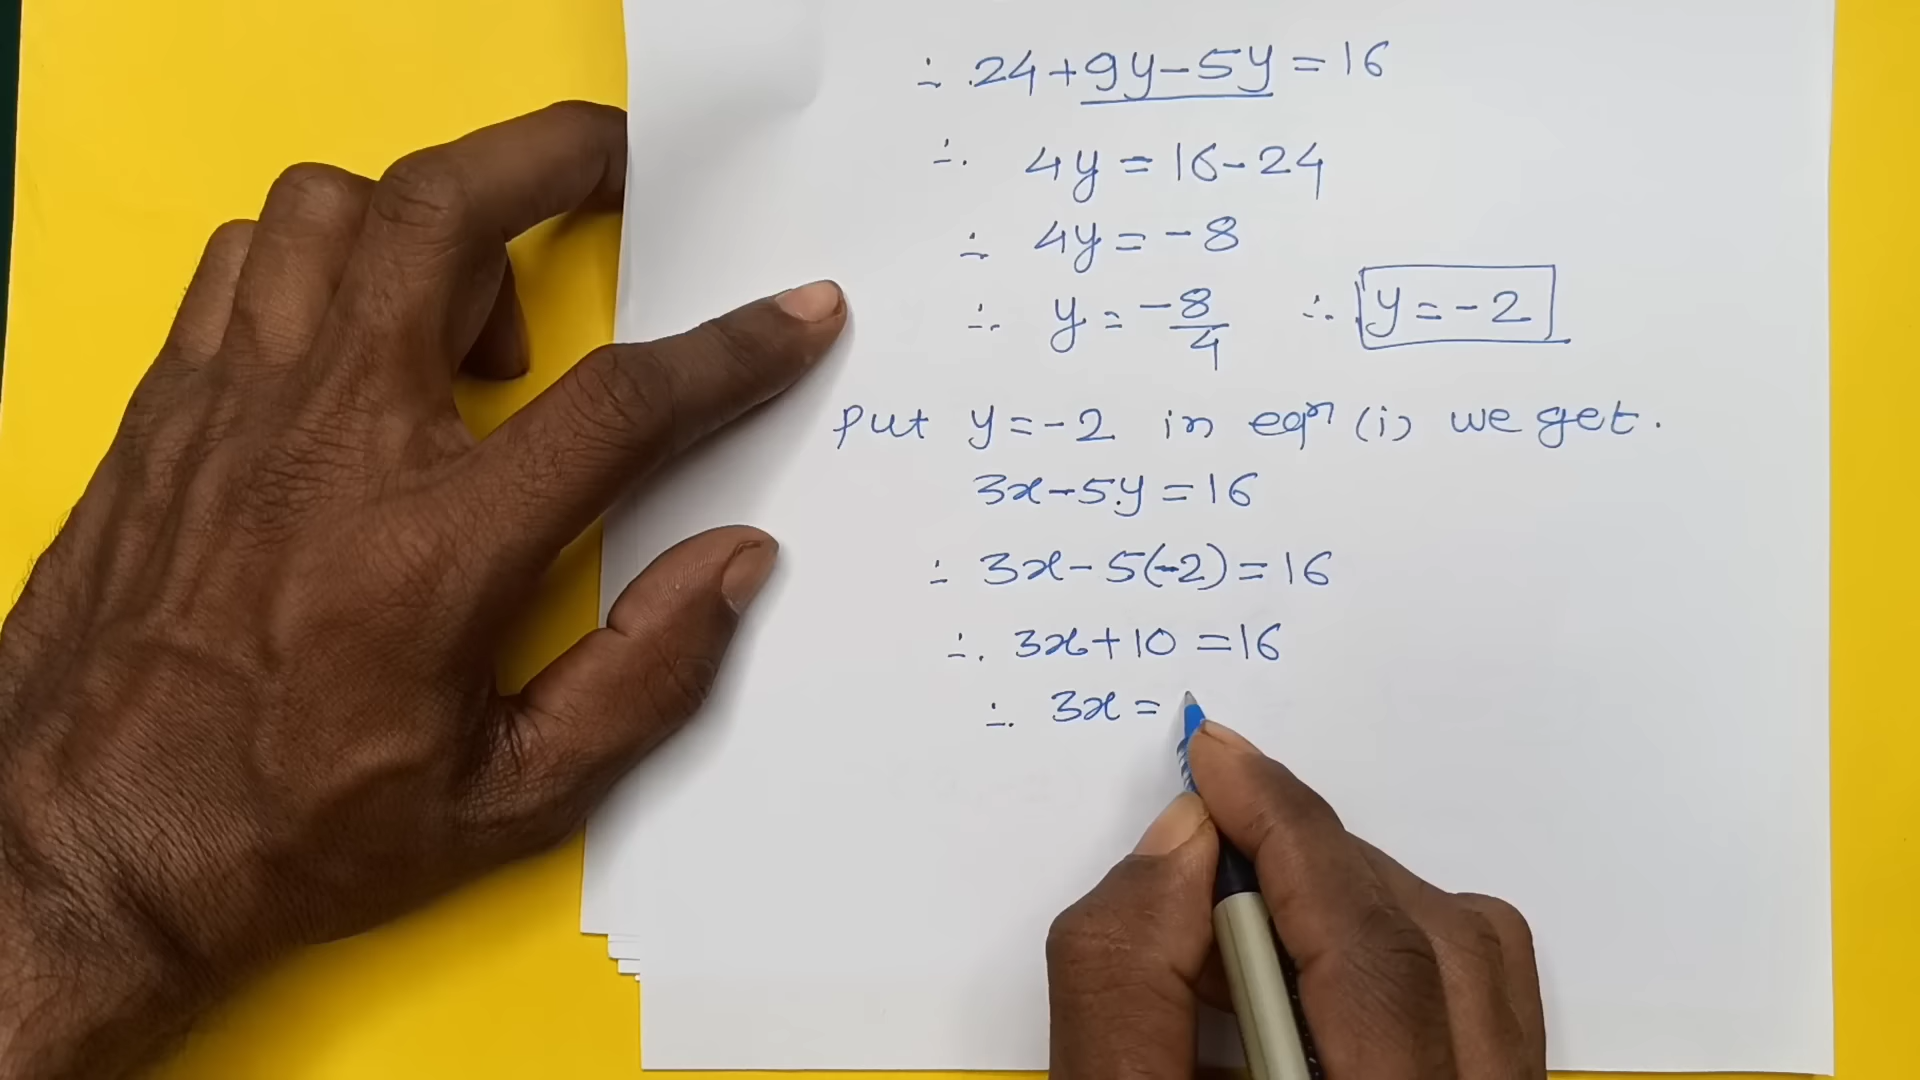 ∴ 24+9y-5y=16
∴ 4y=16-24
∴ 4y=-8
∴ y=-8/4 ∴ y=-2
Put y=-2 in eqn (i) we get.
3x-5y=16
∴ 3x-5(-2)=16
∴ 3x+10=16
∴ 3x=